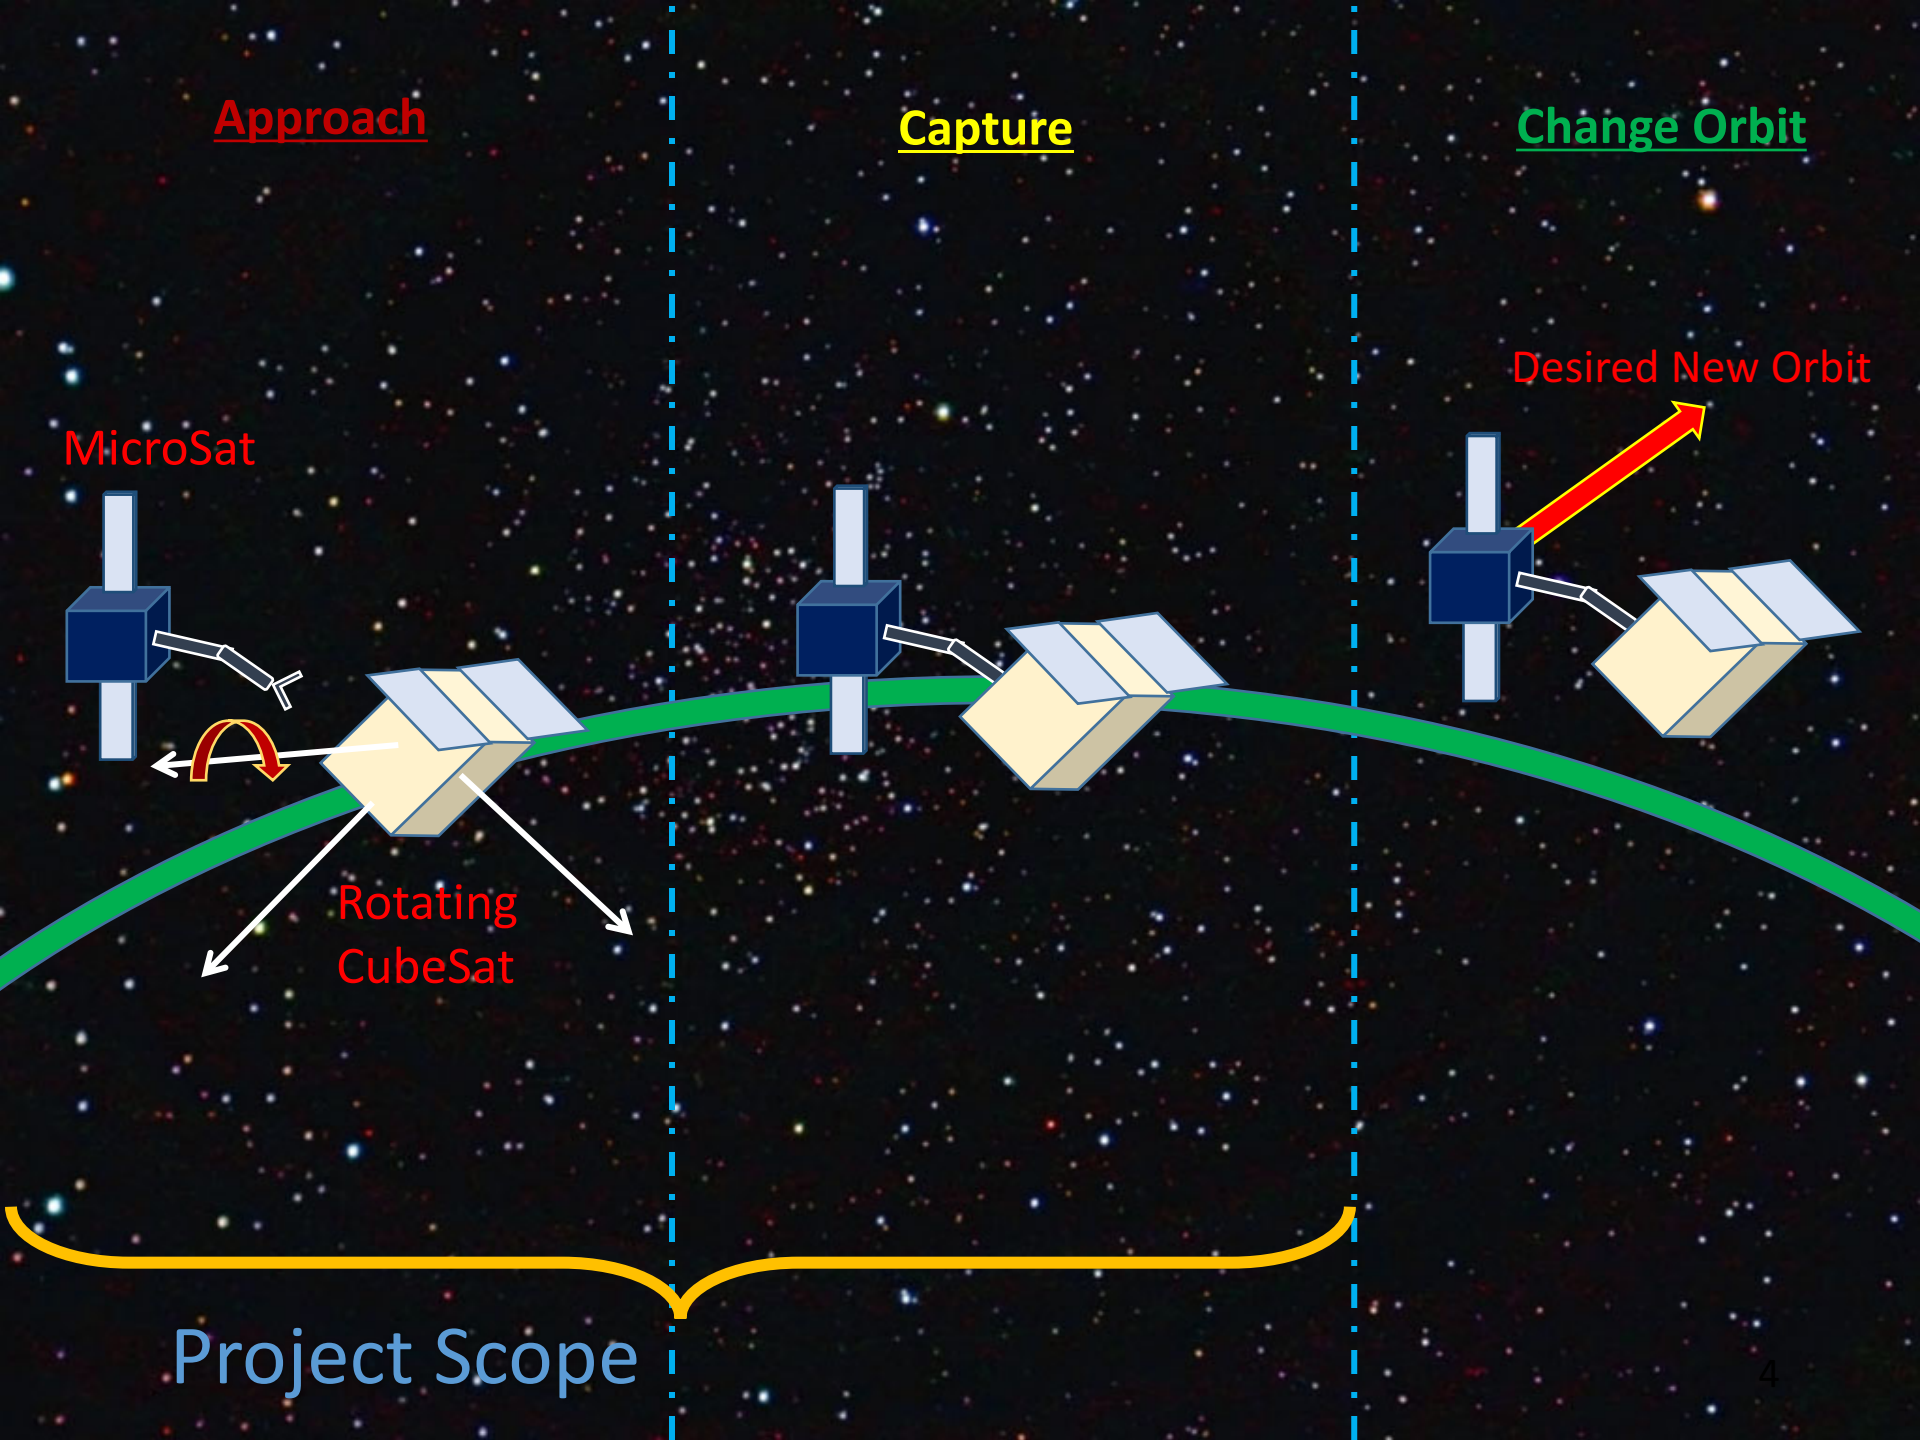 Approach
Capture
Change Orbit
Desired New Orbit
MicroSat
Rotating
CubeSat
Project Scope
4